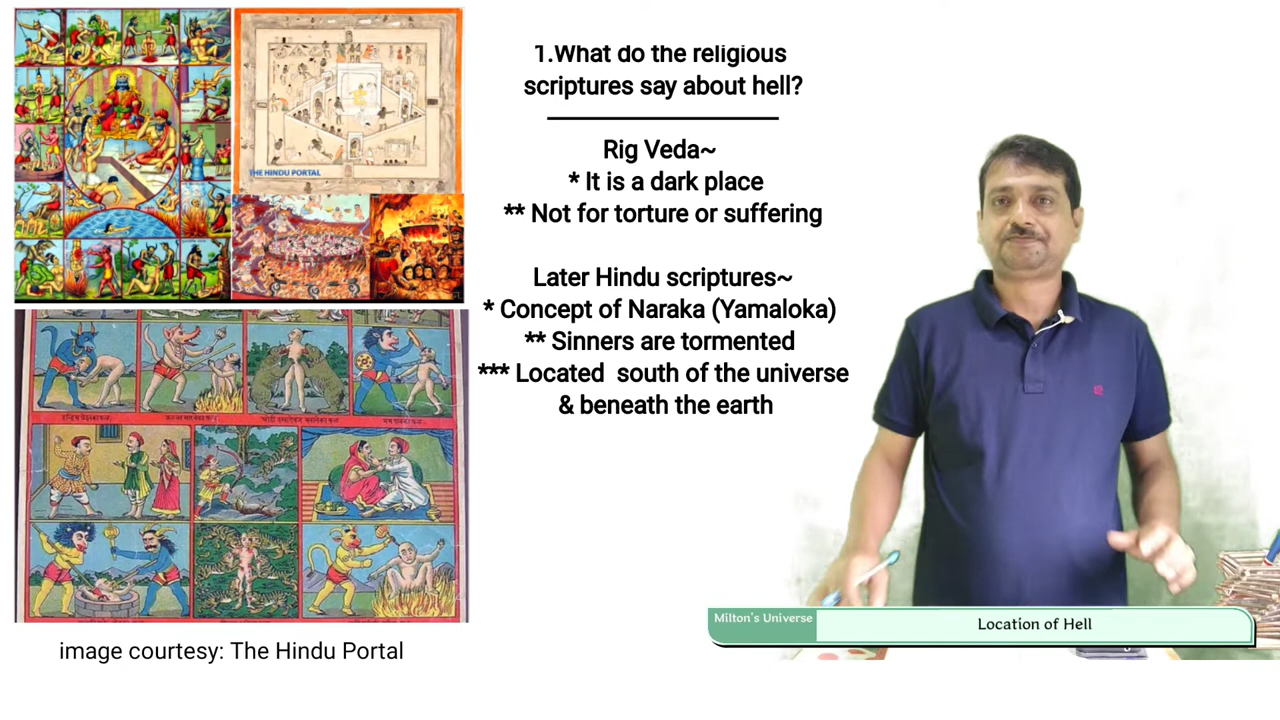 1.What do the religious
scriptures say about hell?
Rig Veda~
* It is a dark place
** Not for torture or suffering
Later Hindu scriptures~
* Concept of Naraka (Yamaloka)
** Sinners are tormented
*** Located south of the universe
& beneath the earth
THE HINDU PORTAL
image courtesy: The Hindu Portal
Milton's Universe
Location of Hell